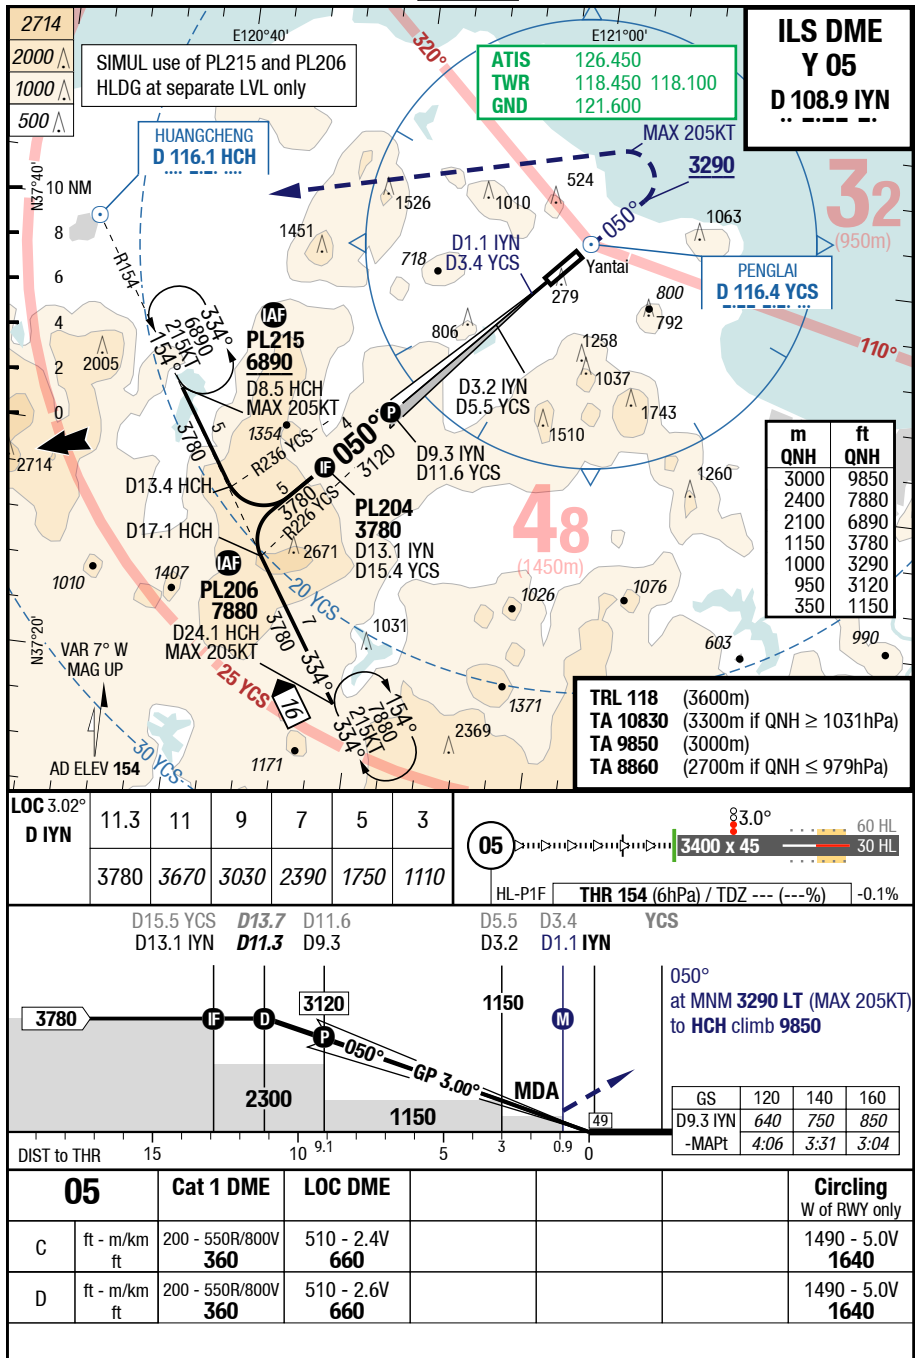 2714
2000
1000
500
SIMUL use of PL215 and PL206
HLDG at separate LVL only
E120°40'
E121°00'
320°
ATIS 126.450
TWR 118.450 118.100
GND 121.600
ILS DME
Y 05
D 108.9 IYN
HUANGCHENG
D 116.1 HCH
MAX 205KT
3290
N37°40'
10 NM
8
6
4
2
0
1526
1010
524
1451
718
050°
1063
32
(950m)
D1.1 IYN
D3.4 YCS
Yantai
279
PENGLAI
D 116.4 YCS
R154
334°
6890
215KT
154°
IAF
PL215
6890
D8.5 HCH
MAX 205KT
806
800
792
110°
2005
1258
1037
D3.2 IYN
D5.5 YCS
1743
1510
2714
5
3780
1354
R236 YCS
4
050°
P
2
3120
D9.3 IYN
D11.6 YCS
IF
D13.4 HCH
5
3780
R226 YCS
PL204
3780
D13.1 IYN
D15.4 YCS
1260
m ft
QNH QNH
3000 9850
2400 7880
2100 6890
1150 3780
1000 3290
950 3120
350 1150
48
(1450m)
D17.1 HCH
2671
1010
1407
IAF
PL206
7880
D24.1 HCH
MAX 205KT
20 YCS
7
3780
334°
1031
1026
1076
603
990
N37°20'
VAR 7° W
MAG UP
25 YCS
16
154°
7880
215KT
334°
1371
2369
1171
30 YCS
AD ELEV 154
TRL 118 (3600m)
TA 10830 (3300m if QNH ≥ 1031hPa)
TA 9850 (3000m)
TA 8860 (2700m if QNH ≤ 979hPa)
LOC 3.02°
D IYN
11.3 11 9 7 5 3
3780 3670 3030 2390 1750 1110
05
3.0°
3400 x 45
60 HL
30 HL
HL-P1F
THR 154 (6hPa) / TDZ --- (---%)
-0.1%
D15.5 YCS D13.7 D11.6 D5.5 D3.4 YCS
D13.1 IYN D11.3 D9.3 D3.2 D1.1 IYN
3780
IF
D
3120
P
050°
GP 3.00°
1150
M
MDA
49
2300
1150
050°
at MNM 3290 LT (MAX 205KT)
to HCH climb 9850
GS 120 140 160
D9.3 IYN 640 750 850
-MAPt 4:06 3:31 3:04
DIST to THR 15 10 9.1 5 3 0.9 0
05 Cat 1 DME LOC DME Circling
W of RWY only
C ft - m/km 200 - 550R/800V 510 - 2.4V 1490 - 5.0V
ft 360 660 1640
D ft - m/km 200 - 550R/800V 510 - 2.6V 1490 - 5.0V
ft 360 660 1640